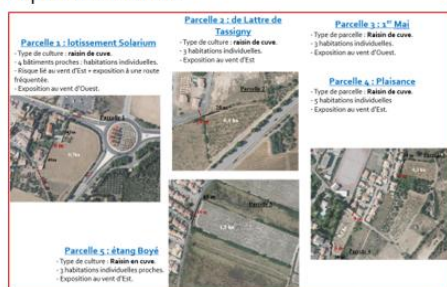 Parcelle 1 : lotissement Solarium
- Type de culture : raisin de cuve.
- 4 bâtiments proches : habitations individuelles.
- Risque lié au vent d'Est + exposition à une route
fréquentée.
- Exposition au vent d'Ouest.
Parcelle 1
Parcelle 2 : de Lattre de
Tassigny
- Type de culture : raisin de cuve.
- 3 habitations individuelles.
- Exposition au vent d'Est
Parcelle 2
Parcelle 3 : 1er Mai
- Type de parcelle : Raisin de cuve.
- 3 habitations individuelles.
- Exposition au vent d'Ouest.
Parcelle 4 : Plaisance
- Type de parcelle : Raisin de cuve.
- 5 habitations individuelles
- Exposition au vent d'Est.
Parcelle 5 : étang Boyé
- Type de culture : Raisin en cuve.
- 3 habitations individuelles proches.
- Exposition au vent d'Est.